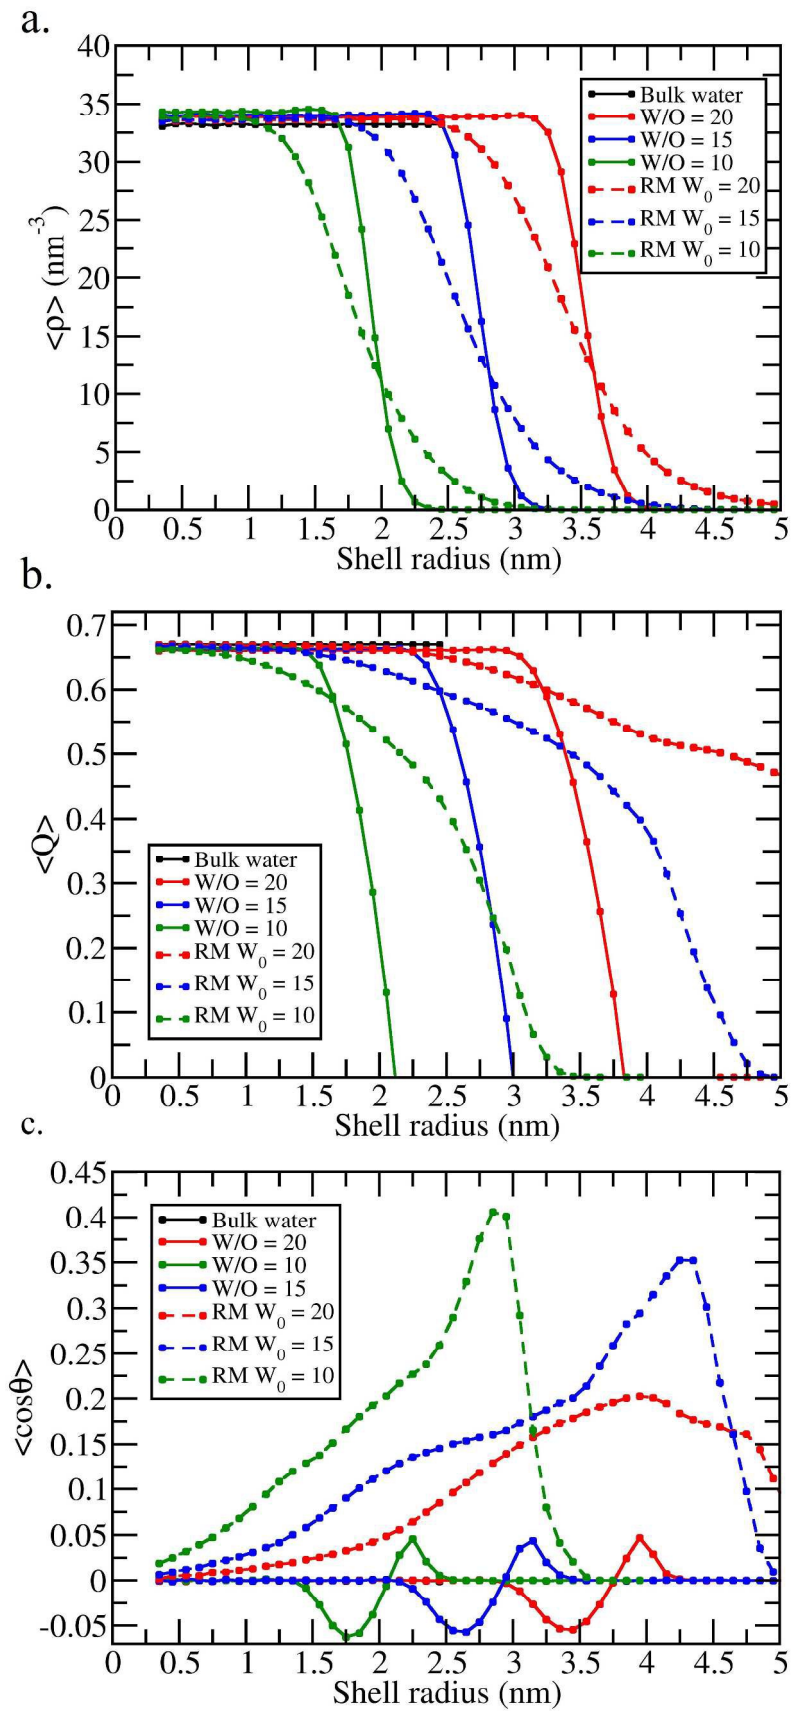 a.
40
35
30
25
20
15
10
5
0
<ρ> (nm⁻³)
Bulk water
W/O = 20
W/O = 15
W/O = 10
RM W₀ = 20
RM W₀ = 15
RM W₀ = 10
0 0.5 1 1.5 2 2.5 3 3.5 4 4.5 5
Shell radius (nm)
b.
0.7
0.6
0.5
0.4
0.3
0.2
0.1
0
<Q>
Bulk water
W/O = 20
W/O = 15
W/O = 10
RM W₀ = 20
RM W₀ = 15
RM W₀ = 10
0 0.5 1 1.5 2 2.5 3 3.5 4 4.5 5
Shell radius (nm)
c.
0.45
0.4
0.35
0.3
0.25
0.2
0.15
0.1
0.05
0
-0.05
<cosθ>
Bulk water
W/O = 20
W/O = 10
W/O = 15
RM W₀ = 20
RM W₀ = 15
RM W₀ = 10
0 0.5 1 1.5 2 2.5 3 3.5 4 4.5 5
Shell radius (nm)